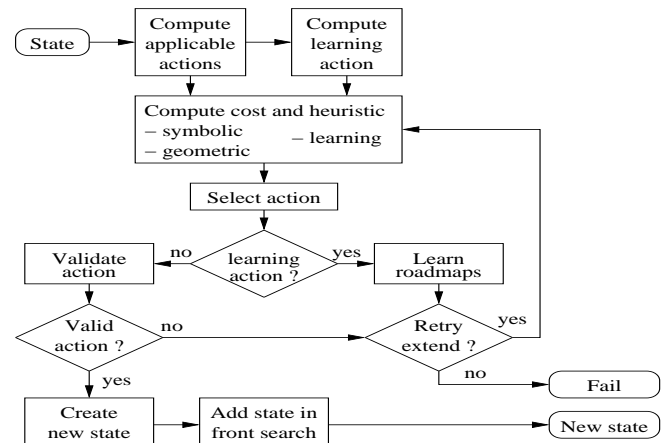 State
Compute
applicable
actions
Compute
learning
action
Compute cost and heuristic
– symbolic
– geometric
– learning
Select action
no
learning
action ?
yes
Validate
action
Learn
roadmaps
Valid
action ?
no
Retry
extend ?
yes
yes
no
Fail
Create
new state
Add state in
front search
New state